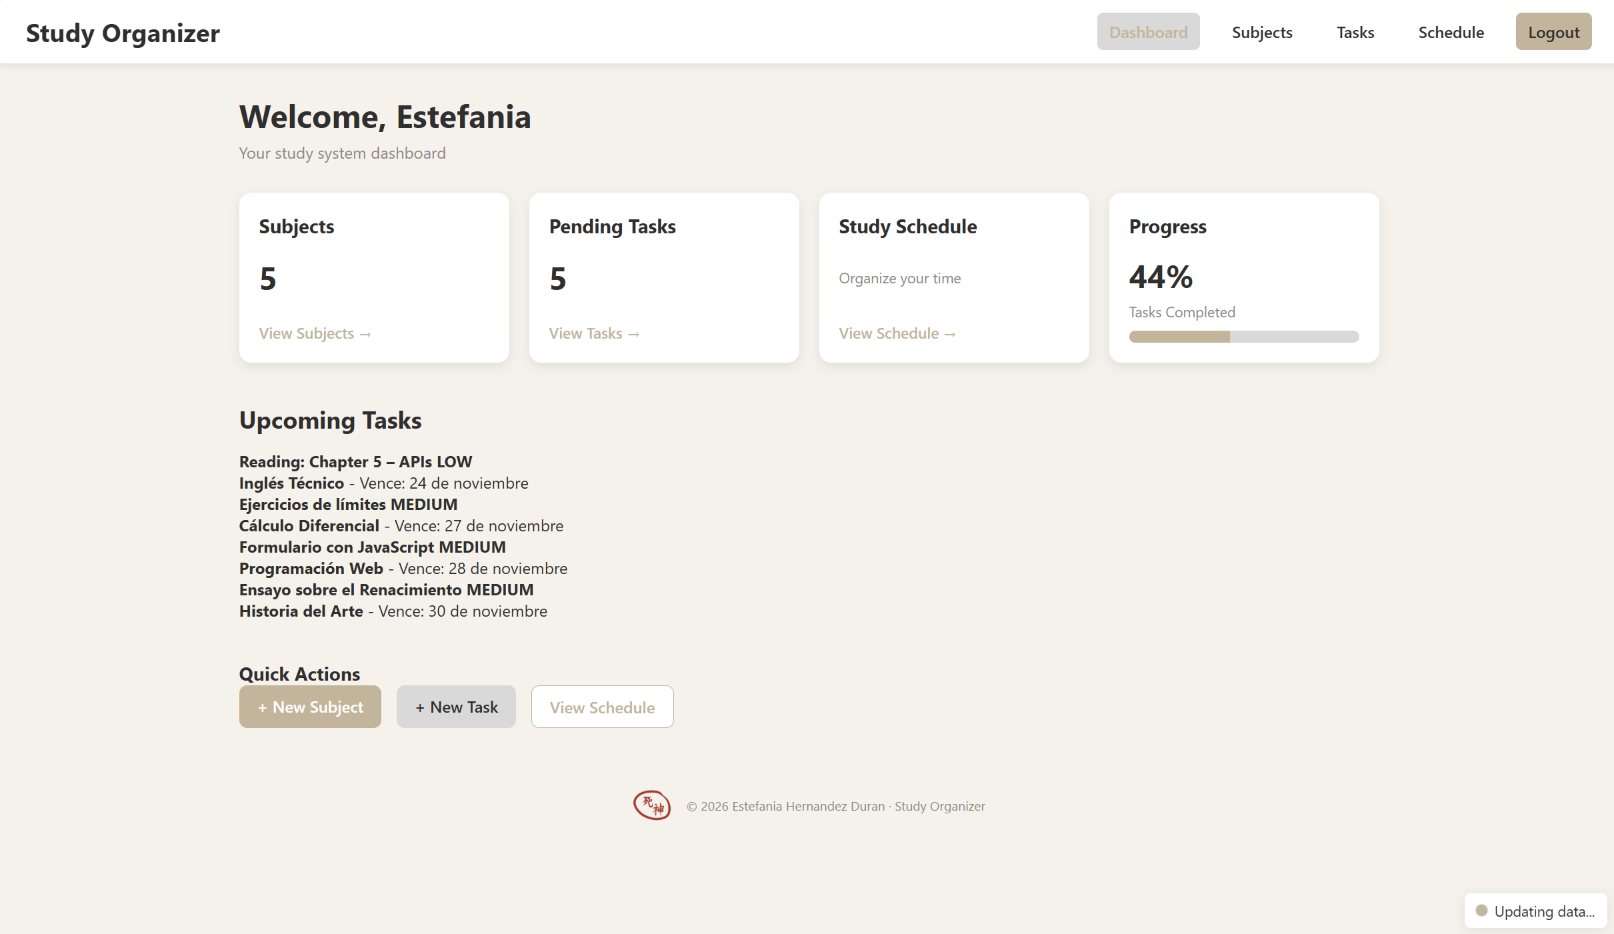 Study Organizer
Dashboard
Subjects
Tasks
Schedule
Logout
Welcome, Estefania
Your study system dashboard
Subjects
5
View Subjects →
Pending Tasks
5
View Tasks →
Study Schedule
Organize your time
View Schedule →
Progress
44%
Tasks Completed
Upcoming Tasks
Reading: Chapter 5 – APIs LOW
Inglés Técnico - Vence: 24 de noviembre
Ejercicios de límites MEDIUM
Cálculo Diferencial - Vence: 27 de noviembre
Formulario con JavaScript MEDIUM
Programación Web - Vence: 28 de noviembre
Ensayo sobre el Renacimiento MEDIUM
Historia del Arte - Vence: 30 de noviembre
Quick Actions
+ New Subject
+ New Task
View Schedule
死神
© 2026 Estefania Hernandez Duran · Study Organizer
Updating data...